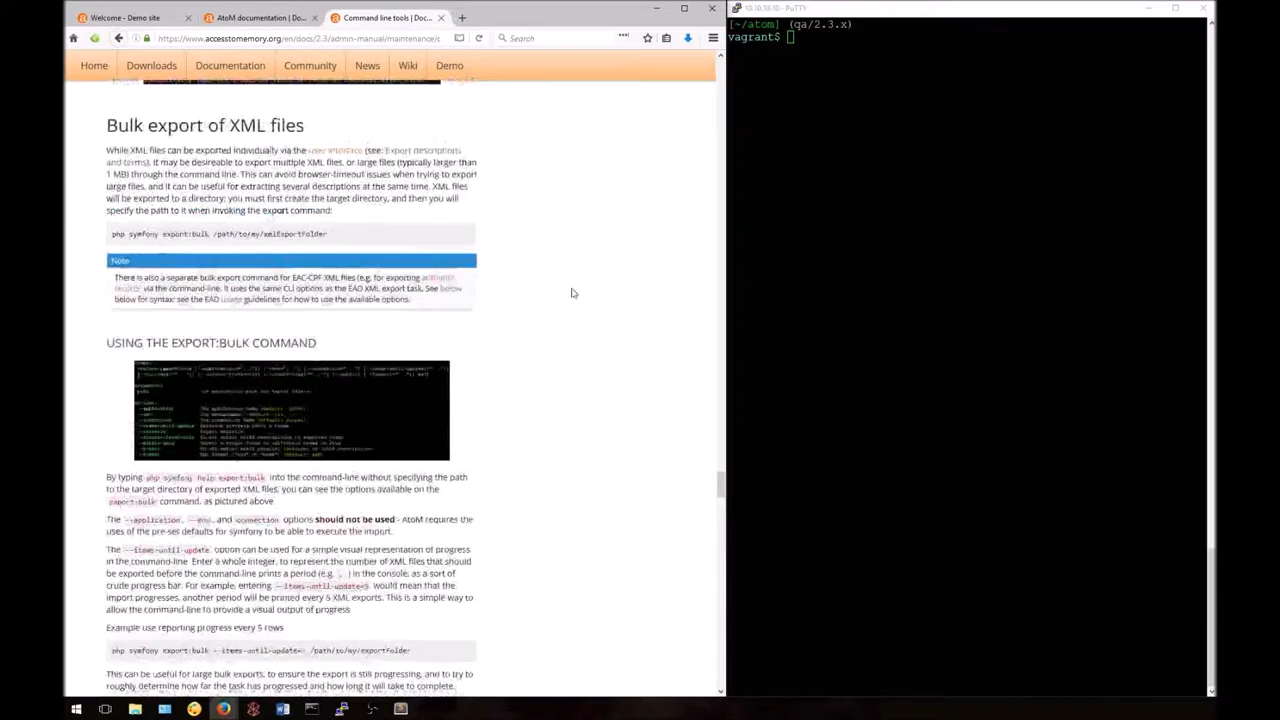 Welcome - Demo site
AtoM documentation | Doc...
Command line tools | Doc...
https://www.accesstomemory.org/en/docs/2.3/admin-manual/maintenance/c
Search
Home
Downloads
Documentation
Community
News
Wiki
Demo
Bulk export of XML files
While XML files can be exported individually via the user interface (see: Export descriptions
and terms), it may be desireable to export multiple XML files, or large files (typically larger than
1 MB) through the command line. This can avoid browser-timeout issues when trying to export
large files, and it can be useful for extracting several descriptions at the same time. XML files
will be exported to a directory; you must first create the target directory, and then you will
specify the path to it when invoking the export command:
php symfony export:bulk /path/to/my/xmlExportFolder
Note
There is also a separate bulk export command for EAC-CPF XML files (e.g. for exporting authority
records via the command-line. It uses the same CLI options as the EAD XML export task. See below
below for syntax; see the EAD usage guidelines for how to use the available options.
USING THE EXPORT:BULK COMMAND
By typing php symfony help export:bulk into the command-line without specifying the path
to the target directory of exported XML files, you can see the options available on the
export:bulk command, as pictured above
The --application, --env, and connection options should not be used - AtoM requires the
uses of the pre-set defaults for symfony to be able to execute the import.
The --items-until-update option can be used for a simple visual representation of progress
in the command-line. Enter a whole integer, to represent the number of XML files that should
be exported before the command-line prints a period (e.g. . ) in the console, as a sort of
crude progress bar. For example, entering --items-until-update=5 would mean that the
import progresses, another period will be printed every 5 XML exports. This is a simple way to
allow the command-line to provide a visual output of progress.
Example use reporting progress every 5 rows
php symfony export:bulk --items-until-update=5 /path/to/my/exportFolder
This can be useful for large bulk exports, to ensure the export is still progressing, and to try to
roughly determine how far the task has progressed and how long it will take to complete.
10.10.10.10 - PuTTY
[~/atom] (qa/2.3.x)
vagrant$